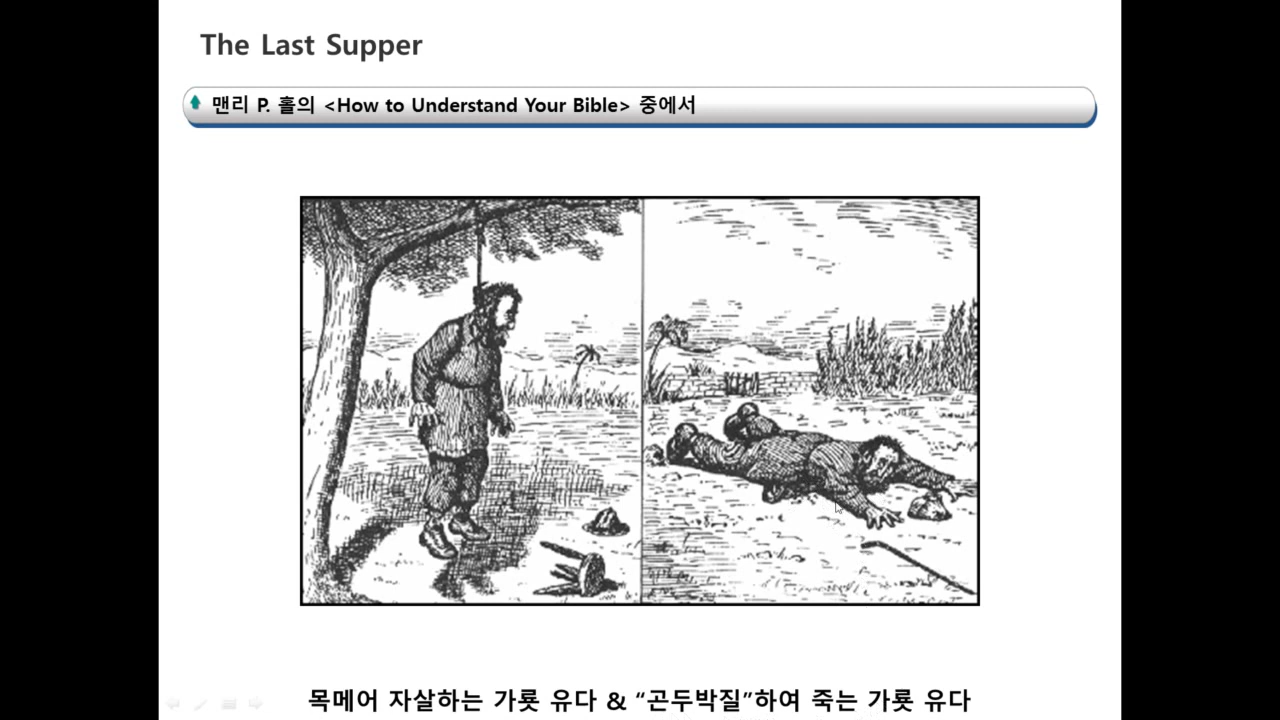 The Last Supper
맨리 P. 홀의 <How to Understand Your Bible> 중에서
목메어 자살하는 가룟 유다 & “곤두박질”하여 죽는 가룟 유다